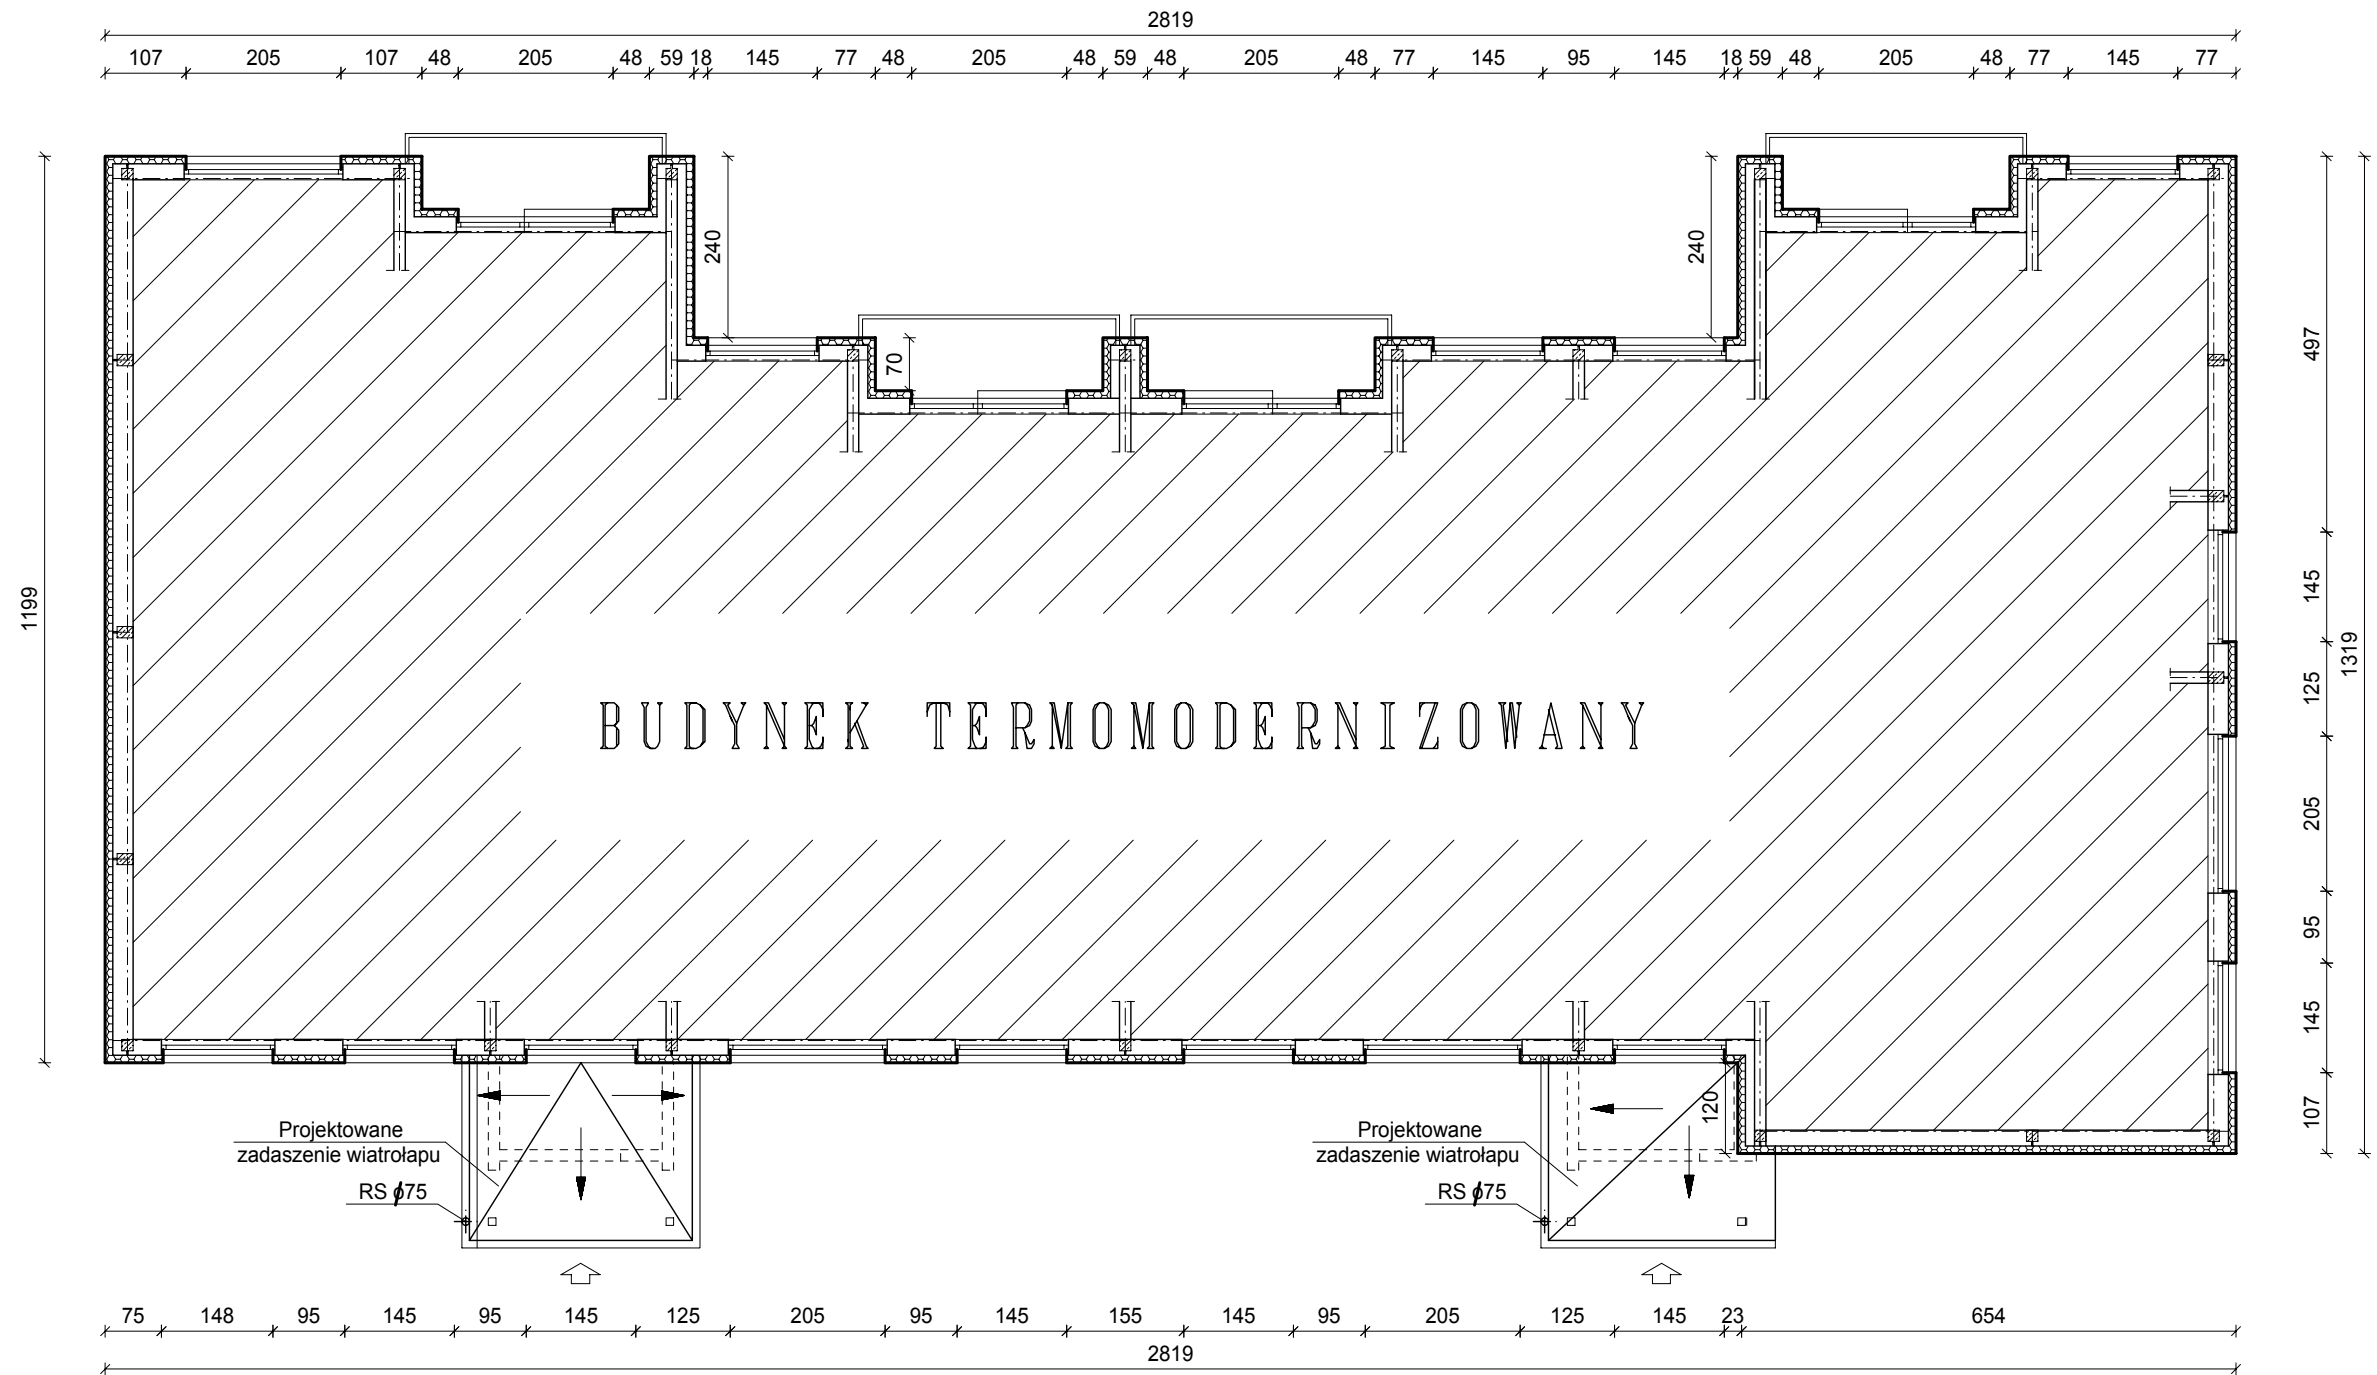 2819
107 205 107 48 205 48 59 18 145 77 48 205 48 59 48 205 48 77 145 95 145 18 59 48 205 48 77 145 77
240
240
70
497
1199
145
1319
125
BUDYNEK TERMOMODERNIZOWANY
205
95
145
107
120
Projektowane
zadaszenie wiatrołapu
RS ϕ75
Projektowane
zadaszenie wiatrołapu
RS ϕ75
75 148 95 145 95 145 125 205 95 145 155 145 95 205 125 145 23 654
2819